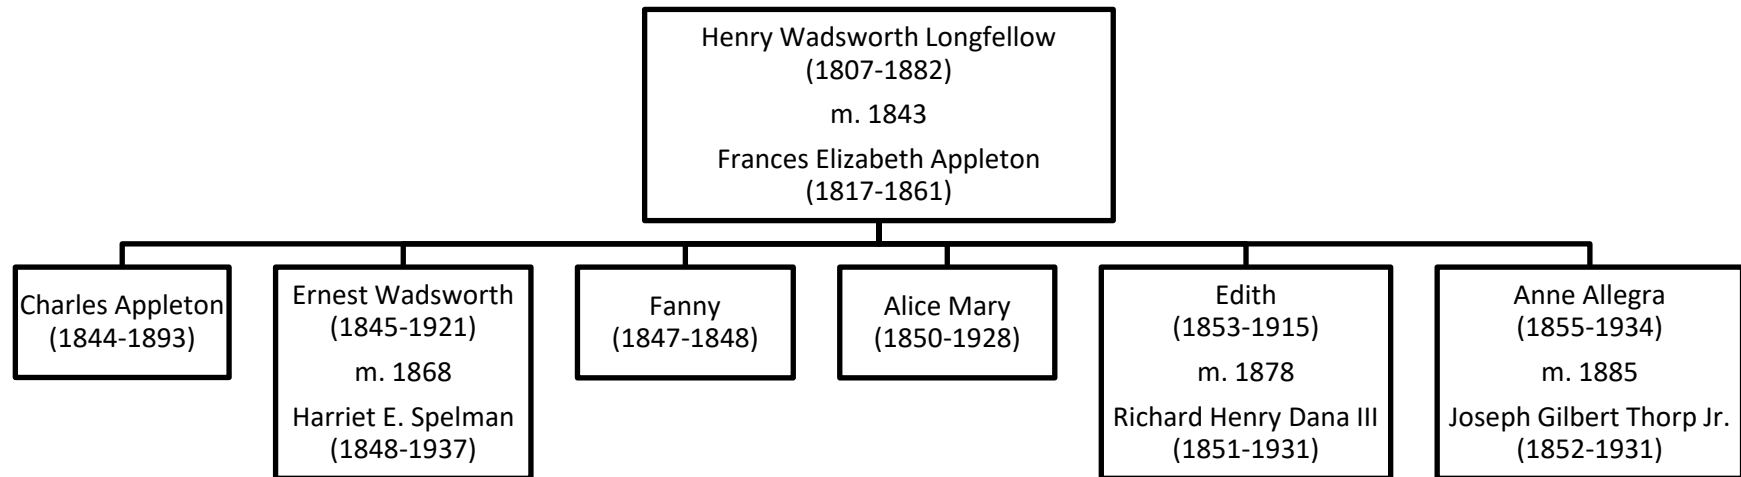 Henry Wadsworth Longfellow
(1807-1882)
m. 1843
Frances Elizabeth Appleton
(1817-1861)
Charles Appleton
(1844-1893)
Ernest Wadsworth
(1845-1921)
m. 1868
Harriet E. Spelman
(1848-1937)
Fanny
(1847-1848)
Alice Mary
(1850-1928)
Edith
(1853-1915)
m. 1878
Richard Henry Dana III
(1851-1931)
Anne Allegra
(1855-1934)
m. 1885
Joseph Gilbert Thorp Jr.
(1852-1931)